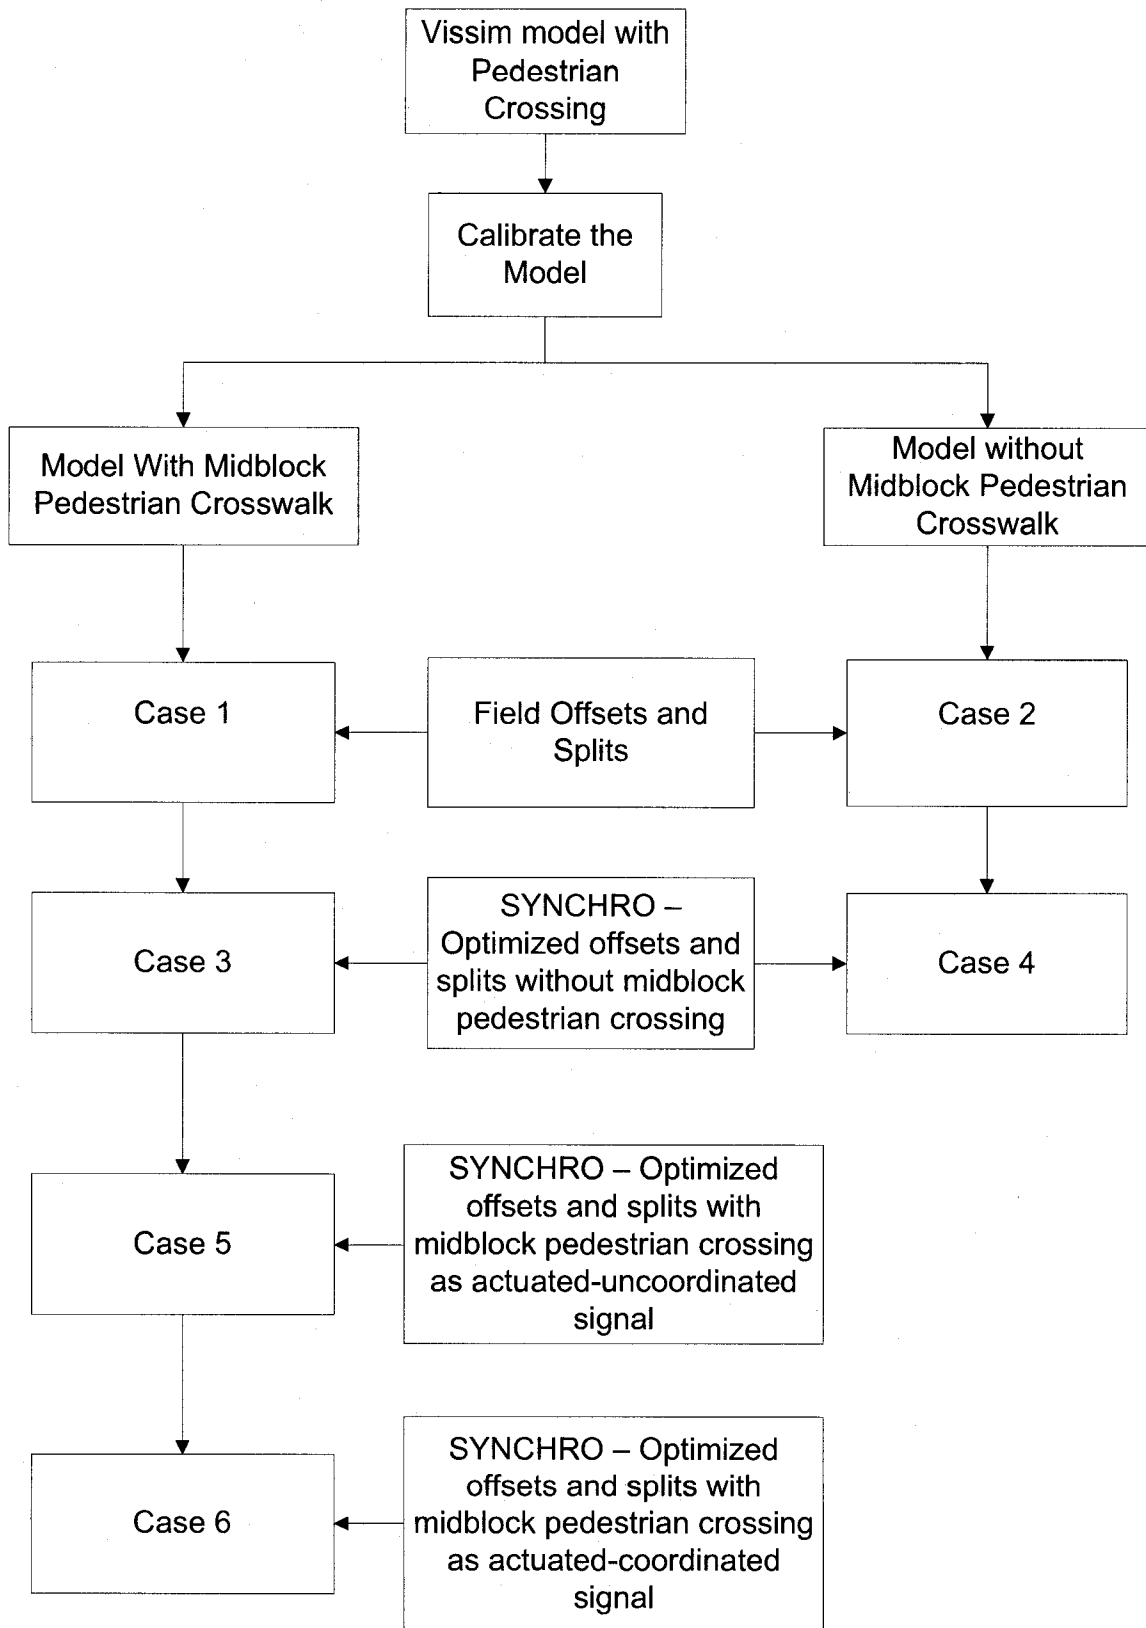 Vissim model with
Pedestrian
Crossing
Calibrate the
Model
Model With Midblock
Pedestrian Crosswalk
Model without
Midblock Pedestrian
Crosswalk
Case 1
Field Offsets and
Splits
Case 2
Case 3
SYNCHRO –
Optimized offsets and
splits without midblock
pedestrian crossing
Case 4
Case 5
SYNCHRO – Optimized
offsets and splits with
midblock pedestrian crossing
as actuated-uncoordinated
signal
Case 6
SYNCHRO – Optimized
offsets and splits with
midblock pedestrian crossing
as actuated-coordinated
signal